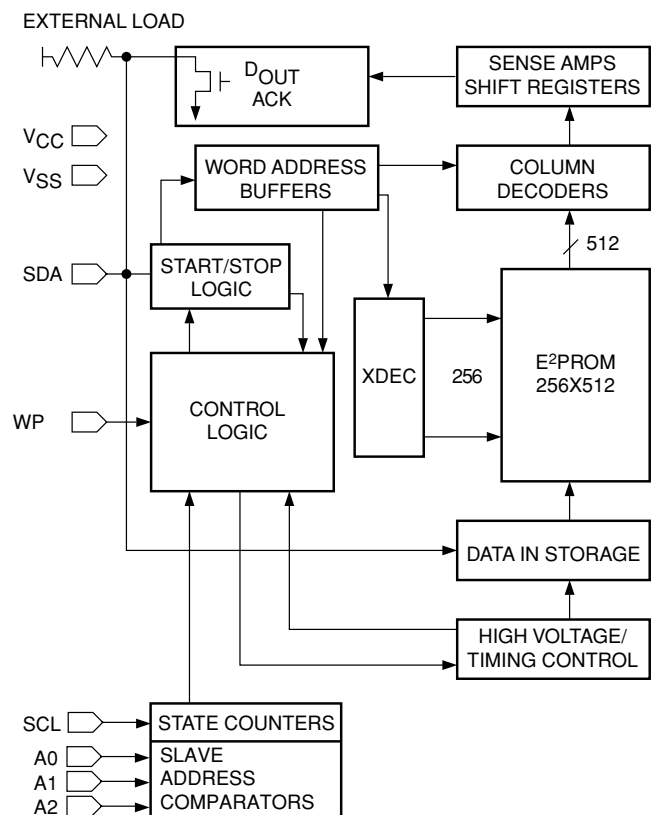 EXTERNAL LOAD
DOUT
ACK
SENSE AMPS
SHIFT REGISTERS
VCC
VSS
WORD ADDRESS
BUFFERS
COLUMN
DECODERS
512
SDA
START/STOP
LOGIC
XDEC
256
E²PROM
256X512
WP
CONTROL
LOGIC
DATA IN STORAGE
HIGH VOLTAGE/
TIMING CONTROL
SCL
STATE COUNTERS
A0
SLAVE
A1
ADDRESS
A2
COMPARATORS